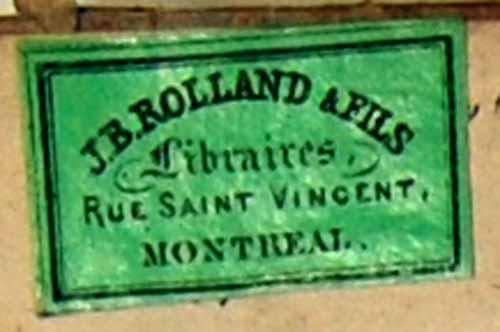 J.B. ROLLAND & FILS
Libraires,
RUE SAINT VINCENT,
MONTREAL.